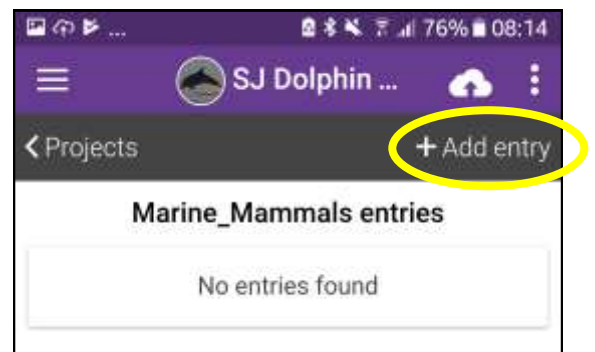 ... 76% 08:14
SJ Dolphin ...
Projects + Add entry
Marine_Mammals entries
No entries found